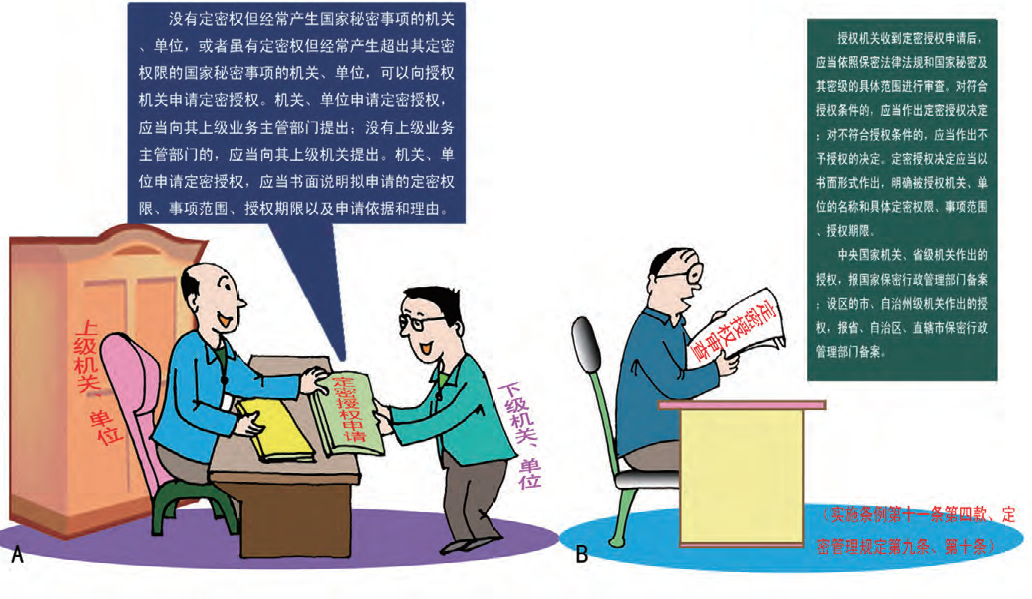 没有定密权但经常产生国家秘密事项的机关
、单位，或者虽有定密权但经常产生超出其定密
权限的国家秘密事项的机关、单位，可以向授权
机关申请定密授权。机关、单位申请定密授权，
应当向其上级业务主管部门提出；没有上级业务
主管部门的，应当向其上级机关提出。机关、单
位申请定密授权，应当书面说明拟申请的定密权
限、事项范围、授权期限以及申请依据和理由。
上级机关、单位
定密授权申请
下级机关、单位
A
授权机关收到定密授权申请后，
应当依照保密法律法规和国家秘密及
其密级的具体范围进行审查。对符合
授权条件的，应当作出定密授权决定
；对不符合授权条件的，应当作出不
予授权的决定。定密授权决定应当以
书面形式作出，明确被授权机关、单
位的名称和具体定密权限、事项范围
、授权期限。
中央国家机关、省级机关作出的
授权，报国家保密行政管理部门备案
；设区的市、自治州级机关作出的授
权，报省、自治区、直辖市保密行政
管理部门备案。
定密授权审查
（实施条例第十一条第四款、定
密管理规定第九条、第十条）
B